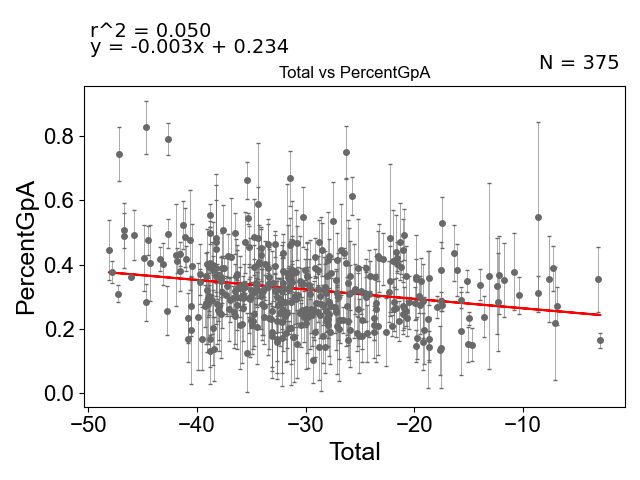 r^2 = 0.050
y = -0.003x + 0.234
N = 375
Total vs PercentGpA
PercentGpA
0.8
0.6
0.4
0.2
0.0
−50 −40 −30 −20 −10
Total